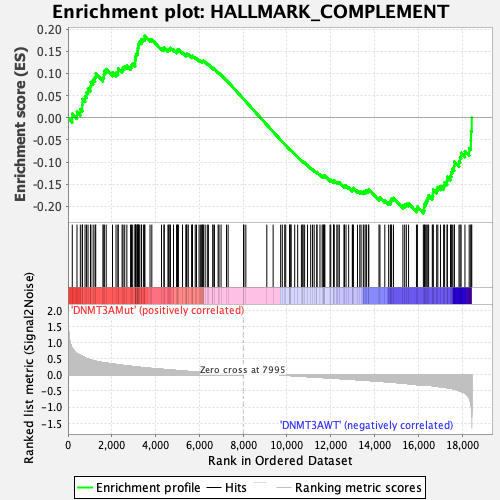 Enrichment plot: HALLMARK_COMPLEMENT
Enrichment score (ES)
0.20
0.15
0.10
0.05
0.00
-0.05
-0.10
-0.15
-0.20
'DNMT3AMut' (positively correlated)
Ranked list metric (Signal2Noise)
2.0
1.5
1.0
0.5
0.0
-0.5
-1.0
-1.5
Zero cross at 7995
'DNMT3AWT' (negatively correlated)
0
2,000
4,000
6,000
8,000
10,000
12,000
14,000
16,000
18,000
Rank in Ordered Dataset
Enrichment profile
Hits
Ranking metric scores